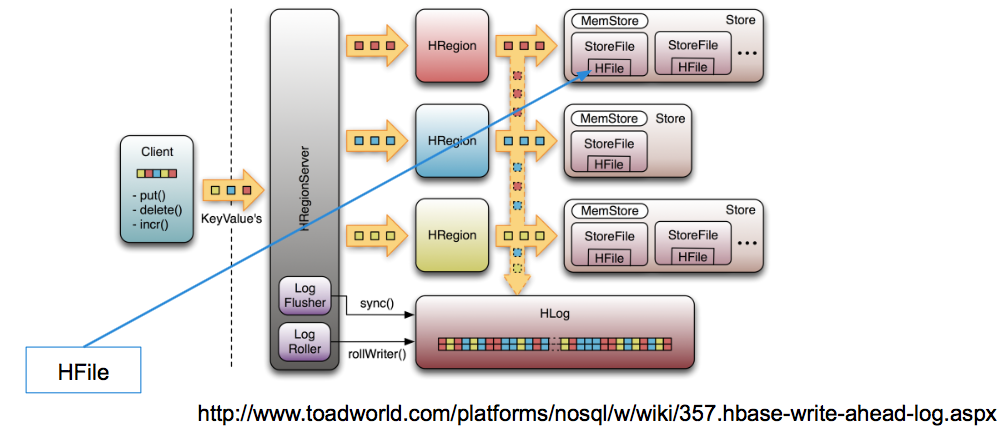 Client
- put()
- delete()
- incr()
KeyValue's
HRegionServer
Log
Flusher
Log
Roller
sync()
rollWriter()
HRegion
HRegion
HRegion
MemStore
Store
StoreFile
HFile
StoreFile
HFile
...
MemStore
Store
StoreFile
HFile
MemStore
Store
StoreFile
HFile
StoreFile
HFile
...
HLog
HFile
http://www.toadworld.com/platforms/nosql/w/wiki/357.hbase-write-ahead-log.aspx